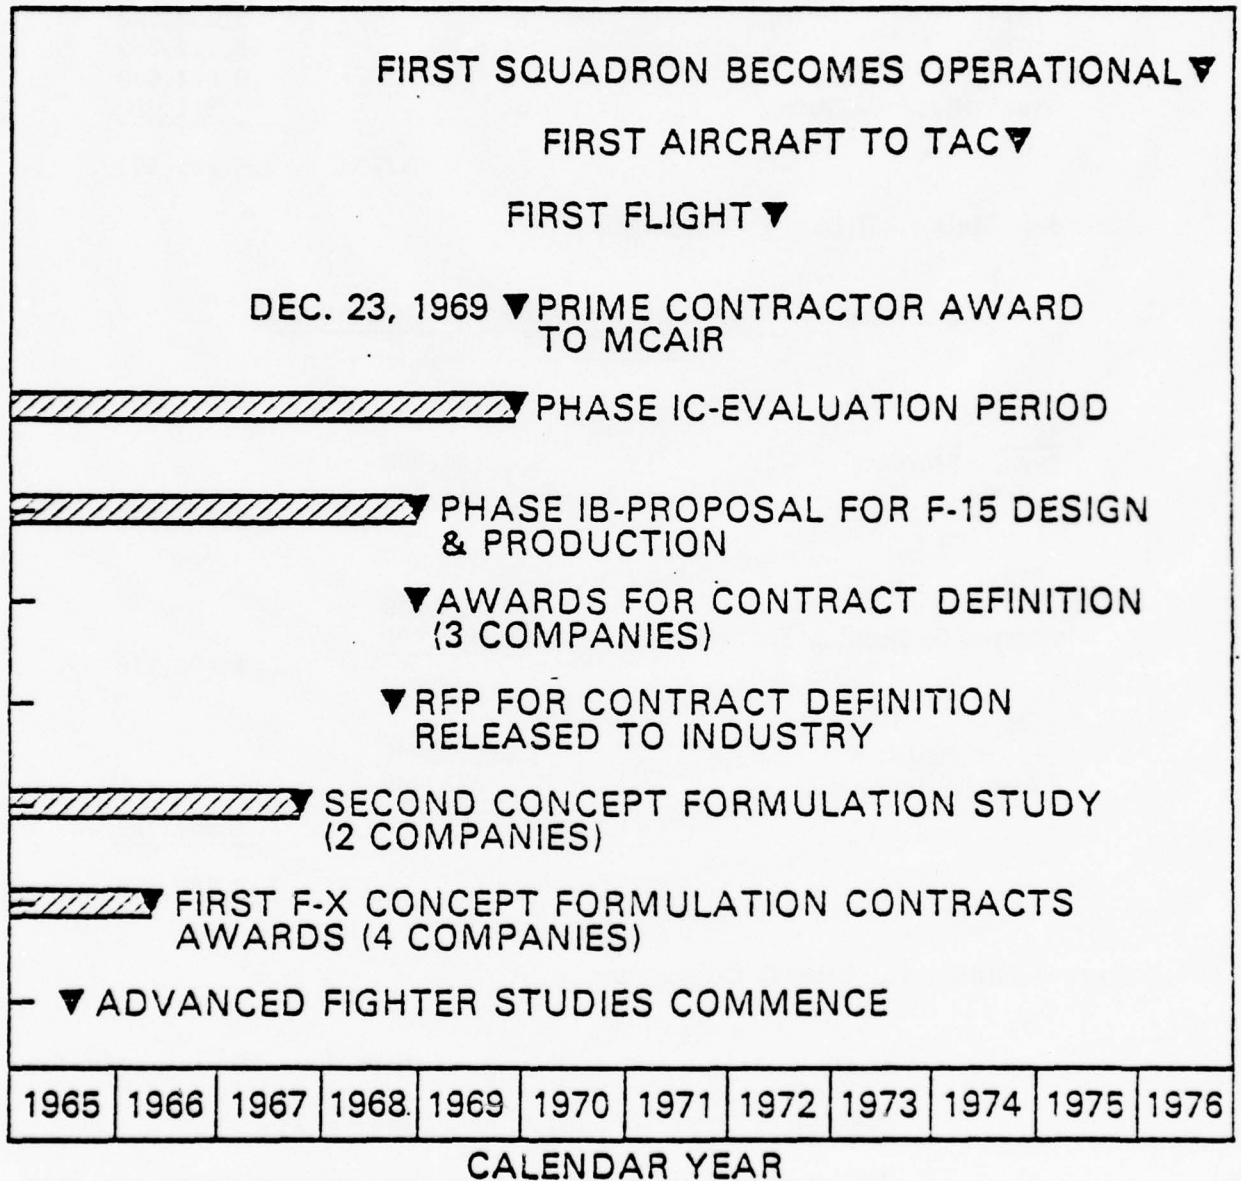 FIRST SQUADRON BECOMES OPERATIONAL
FIRST AIRCRAFT TO TAC
FIRST FLIGHT
DEC. 23, 1969 PRIME CONTRACTOR AWARD
TO MCAIR
PHASE IC-EVALUATION PERIOD
PHASE IB-PROPOSAL FOR F-15 DESIGN
& PRODUCTION
AWARDS FOR CONTRACT DEFINITION
(3 COMPANIES)
RFP FOR CONTRACT DEFINITION
RELEASED TO INDUSTRY
SECOND CONCEPT FORMULATION STUDY
(2 COMPANIES)
FIRST F-X CONCEPT FORMULATION CONTRACTS
AWARDS (4 COMPANIES)
ADVANCED FIGHTER STUDIES COMMENCE
1965 1966 1967 1968 1969 1970 1971 1972 1973 1974 1975 1976
CALENDAR YEAR